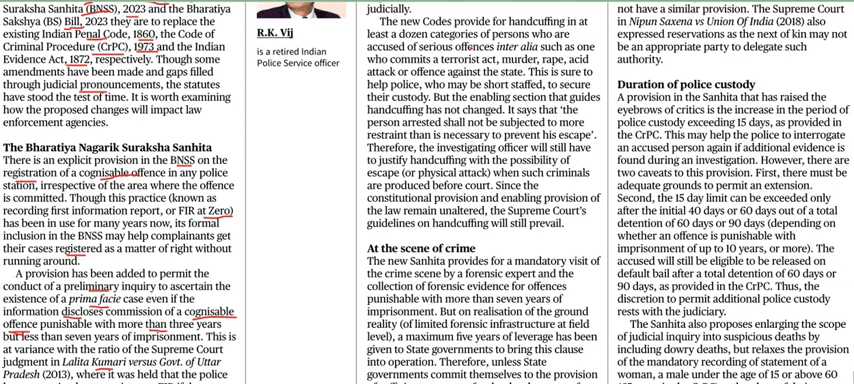 Suraksha Sanhita (BNSS), 2023 and the Bharatiya
Sakshya (BS) Bill, 2023 they are to replace the
existing Indian Penal Code, 1860, the Code of
Criminal Procedure (CrPC), 1973 and the Indian
Evidence Act, 1872, respectively. Though some
amendments have been made and gaps filled
through judicial pronouncements, the statutes
have stood the test of time. It is worth examining
how the proposed changes will impact law
enforcement agencies.
The Bharatiya Nagarik Suraksha Sanhita
There is an explicit provision in the BNSS on the
registration of a cognisable offence in any police
station, irrespective of the area where the offence
is committed. Though this practice (known as
recording first information report, or FIR at Zero)
has been in use for many years now, its formal
inclusion in the BNSS may help complainants get
their cases registered as a matter of right without
running around.
A provision has been added to permit the
conduct of a preliminary inquiry to ascertain the
existence of a prima facie case even if the
information discloses commission of a cognisable
offence punishable with more than three years
but less than seven years of imprisonment. This is
at variance with the ratio of the Supreme Court
judgment in Lalita Kumari versus Govt. of Uttar
Pradesh (2013), where it was held that the police
R.K. Vij
is a retired Indian
Police Service officer
judicially.
The new Codes provide for handcuffing in at
least a dozen categories of persons who are
accused of serious offences inter alia such as one
who commits a terrorist act, murder, rape, acid
attack or offence against the state. This is sure to
help police, who may be short staffed, to secure
their custody. But the enabling section that guides
handcuffing has not changed. It says that ‘the
person arrested shall not be subjected to more
restraint than is necessary to prevent his escape’.
Therefore, the investigating officer will still have
to justify handcuffing with the possibility of
escape (or physical attack) when such criminals
are produced before court. Since the
constitutional provision and enabling provision of
the law remain unaltered, the Supreme Court’s
guidelines on handcuffing will still prevail.
At the scene of crime
The new Sanhita provides for a mandatory visit of
the crime scene by a forensic expert and the
collection of forensic evidence for offences
punishable with more than seven years of
imprisonment. But on realisation of the ground
reality (of limited forensic infrastructure at field
level), a maximum five years of leverage has been
given to State governments to bring this clause
into operation. Therefore, unless State
governments commit themselves to the provision
not have a similar provision. The Supreme Court
in Nipun Saxena vs Union Of India (2018) also
expressed reservations as the next of kin may not
be an appropriate party to delegate such
authority.
Duration of police custody
A provision in the Sanhita that has raised the
eyebrows of critics is the increase in the period of
police custody exceeding 15 days, as provided in
the CrPC. This may help the police to interrogate
an accused person again if additional evidence is
found during an investigation. However, there are
two caveats to this provision. First, there must be
adequate grounds to permit an extension.
Second, the 15 day limit can be exceeded only
after the initial 40 days or 60 days out of a total
detention of 60 days or 90 days (depending on
whether an offence is punishable with
imprisonment of up to 10 years, or more). The
accused will still be eligible to be released on
default bail after a total detention of 60 days or
90 days, as provided in the CrPC. Thus, the
discretion to permit additional police custody
rests with the judiciary.
The Sanhita also proposes enlarging the scope
of judicial inquiry into suspicious deaths by
including dowry deaths, but relaxes the provision
of the mandatory recording of statement of a
woman, a male under the age of 15 or above 60